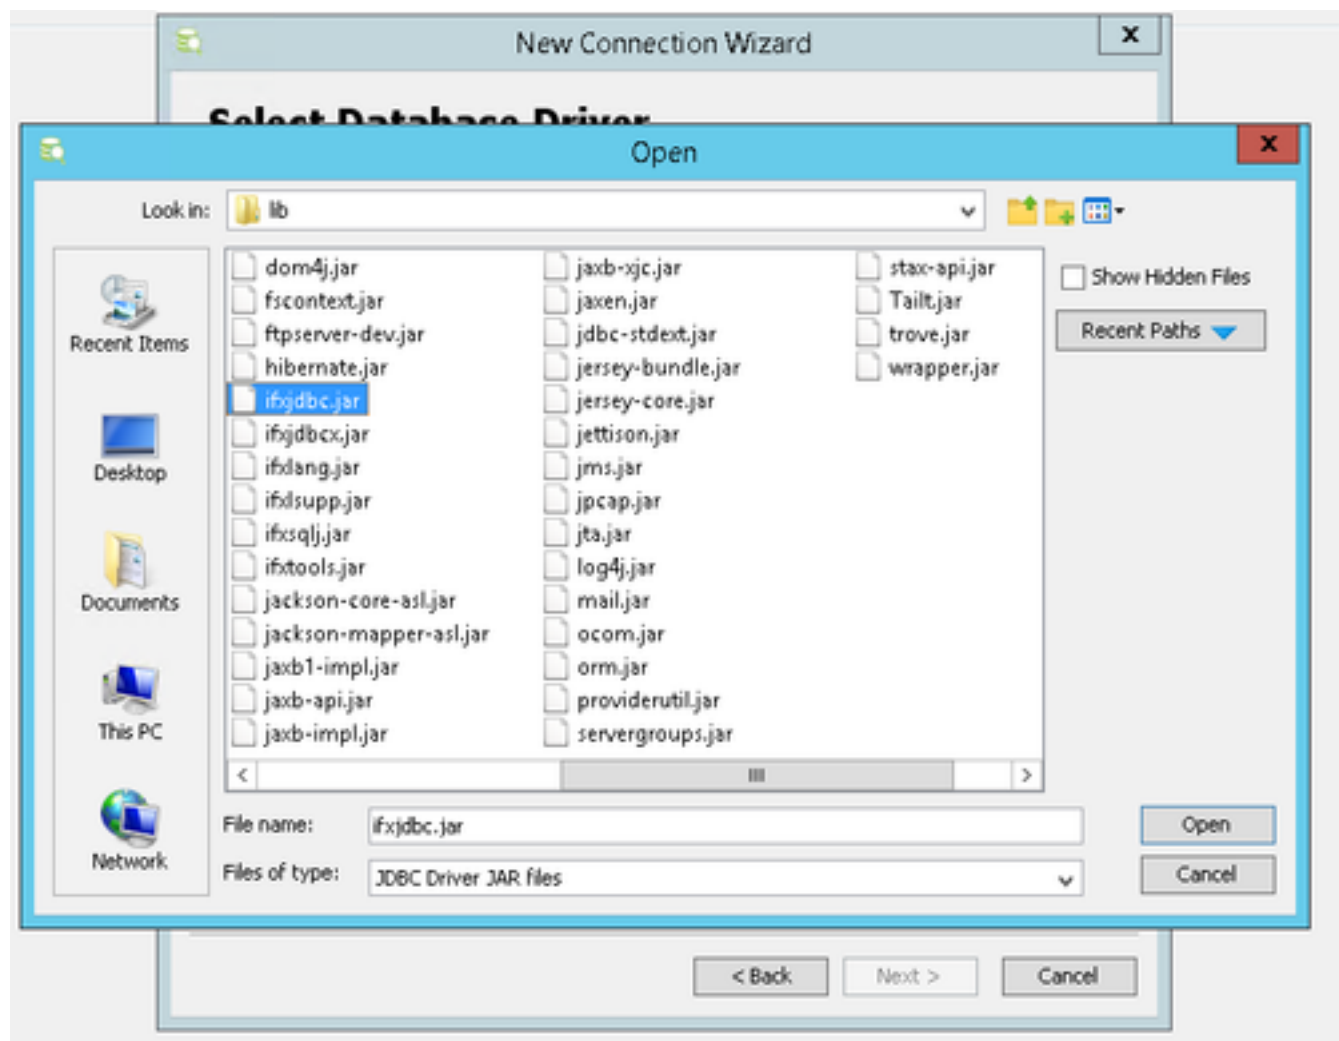 New Connection Wizard
x
Select Database Driver
Open
x
Look in:
lib
dom4j.jar
fscontext.jar
ftpserver-dev.jar
hibernate.jar
ifxjdbc.jar
ifxjdbcx.jar
ifxlang.jar
ifxlsupp.jar
ifxsqlj.jar
ifxtools.jar
jackson-core-asl.jar
jackson-mapper-asl.jar
jaxb1-impl.jar
jaxb-api.jar
jaxb-impl.jar
jaxb-xjc.jar
jaxen.jar
jdbc-stdext.jar
jersey-bundle.jar
jersey-core.jar
jettison.jar
jms.jar
jpcap.jar
jta.jar
log4j.jar
mail.jar
ocom.jar
orm.jar
providerutil.jar
servergroups.jar
stax-api.jar
Tailt.jar
trove.jar
wrapper.jar
Show Hidden Files
Recent Paths
Recent Items
Desktop
Documents
This PC
Network
File name:
ifxjdbc.jar
Open
Files of type:
JDBC Driver JAR files
Cancel
< Back
Next >
Cancel